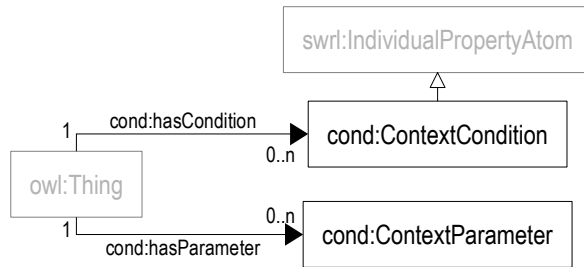 swrl:IndividualPropertyAtom
cond:hasCondition
1
0..n
cond:ContextCondition
owl:Thing
1
0..n
cond:hasParameter
cond:ContextParameter